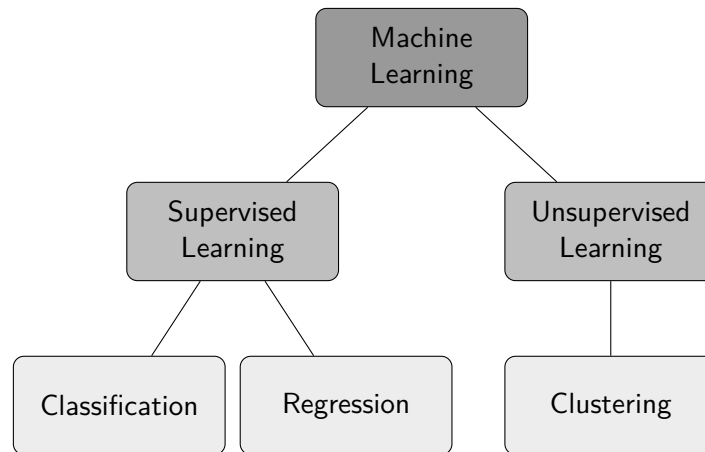 Machine
Learning
Supervised
Learning
Unsupervised
Learning
Classification
Regression
Clustering